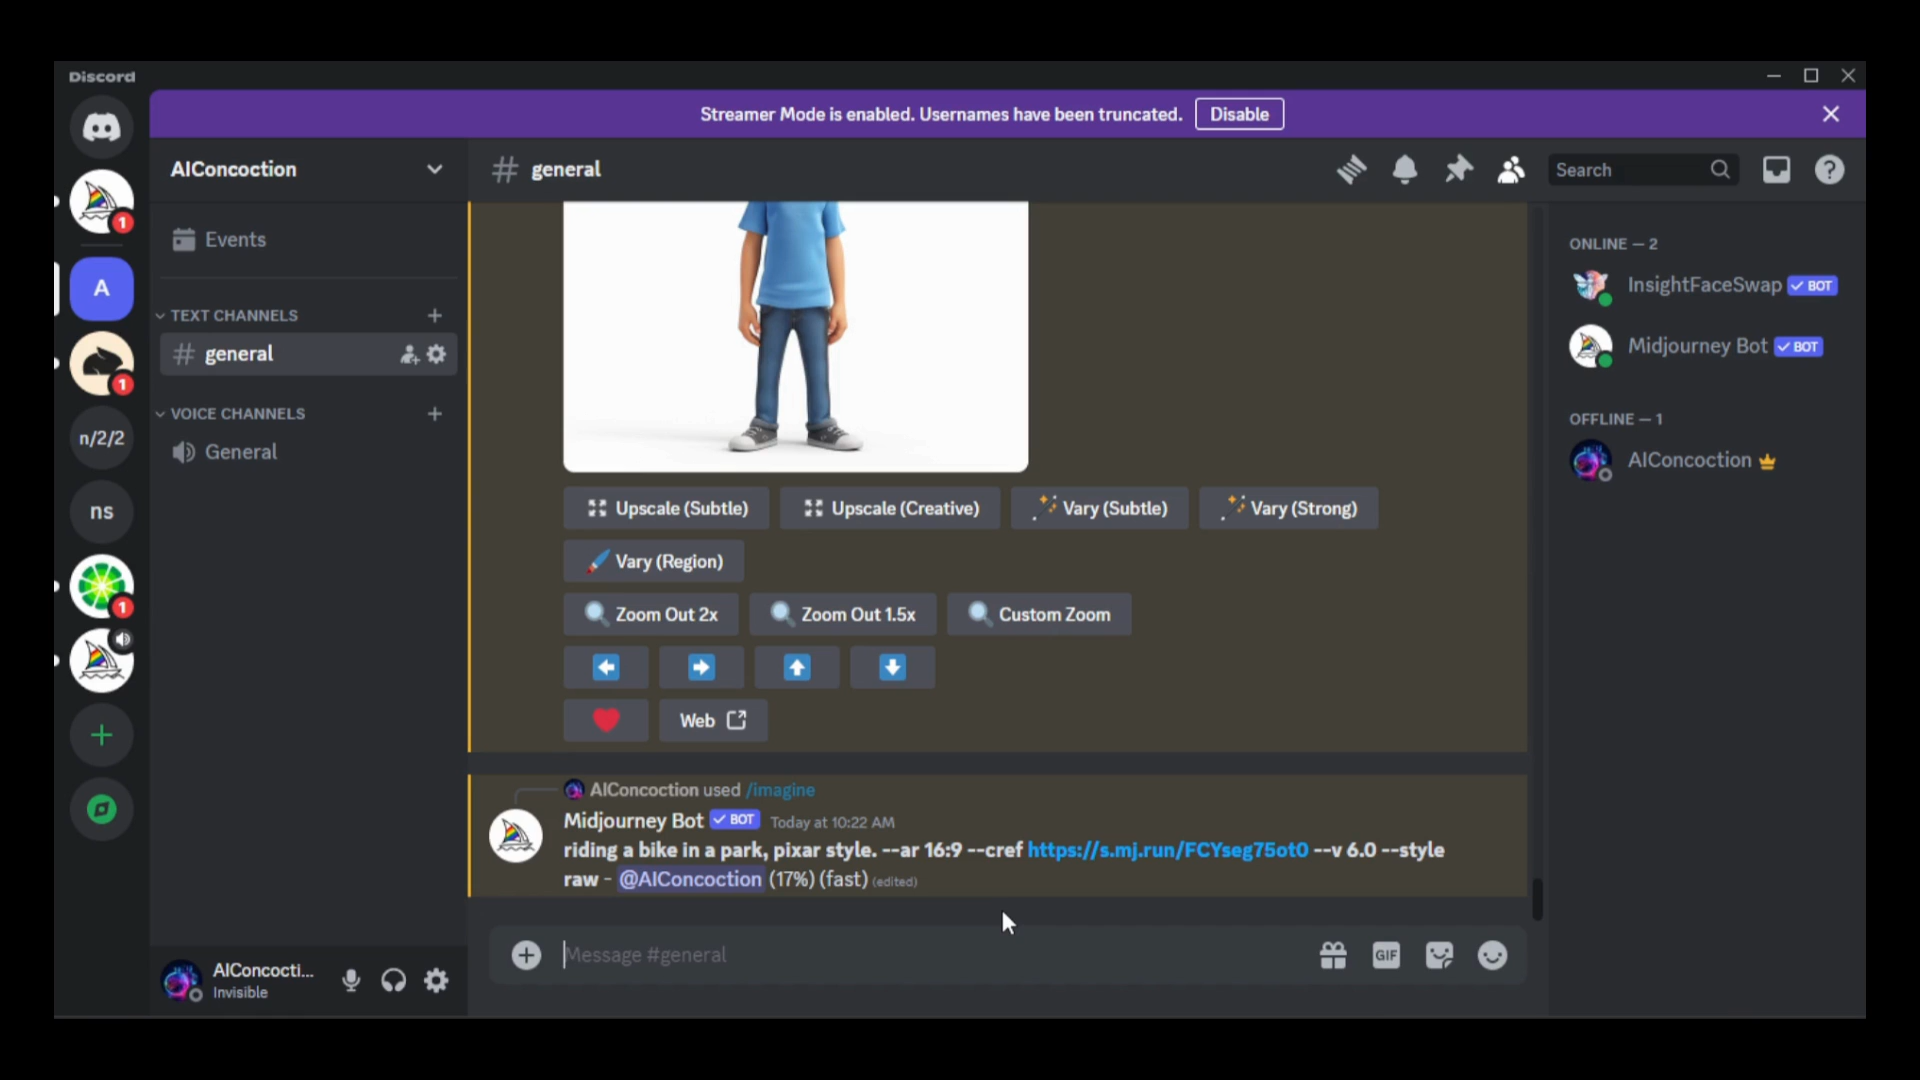 Discord
Streamer Mode is enabled. Usernames have been truncated. Disable
AIConcoction
general
Search
1
Events
ONLINE — 2
InsightFaceSwap BOT
A
TEXT CHANNELS
general
Midjourney Bot BOT
1
VOICE CHANNELS
OFFLINE — 1
n/2/2
General
AIConcoction
ns
Upscale (Subtle) Upscale (Creative) Vary (Subtle) Vary (Strong)
Vary (Region)
1
Zoom Out 2x Zoom Out 1.5x Custom Zoom
Web
AIConcoction used /imagine
Midjourney Bot BOT Today at 10:22 AM
riding a bike in a park, pixar style. --ar 16:9 --cref https://s.mj.run/FCYseg75ot0 --v 6.0 --style
raw - @AIConcoction (17%) (fast) (edited)
Message #general
GIF
AIConcocti...
Invisible